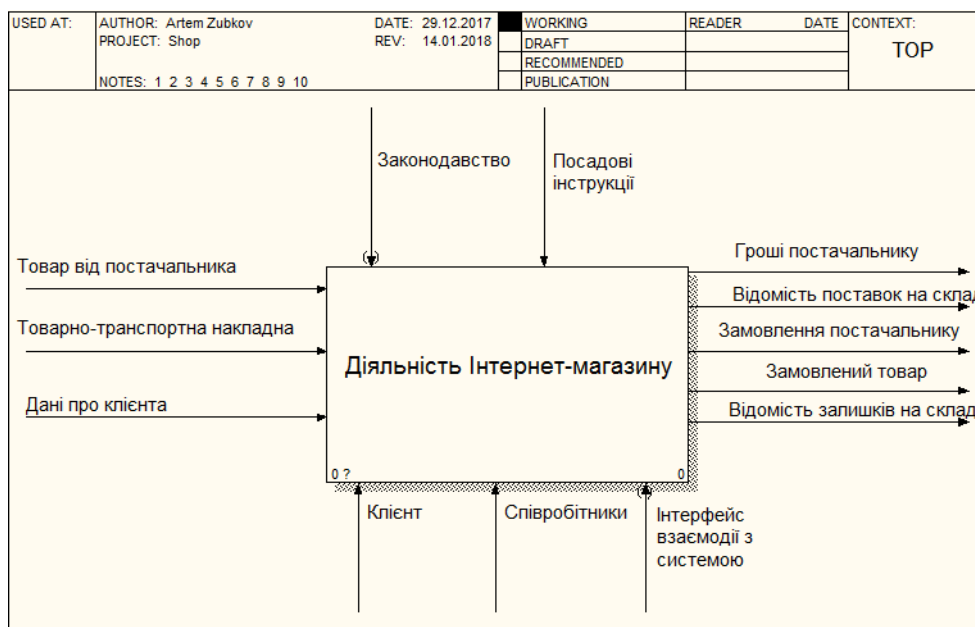 USED AT:
AUTHOR: Artem Zubkov
DATE: 29.12.2017
PROJECT: Shop
REV: 14.01.2018
NOTES: 1 2 3 4 5 6 7 8 9 10
WORKING
DRAFT
RECOMMENDED
PUBLICATION
READER DATE
CONTEXT:
TOP
Законодавство
Посадові
інструкції
Товар від постачальника
Товарно-транспортна накладна
Дані про клієнта
Діяльність Інтернет-магазину
0 ?
0
Гроші постачальнику
Відомість поставок на склад
Замовлення постачальнику
Замовлений товар
Відомість залишків на склад
Клієнт
Співробітники
Інтерфейс
взаємодії з
системою